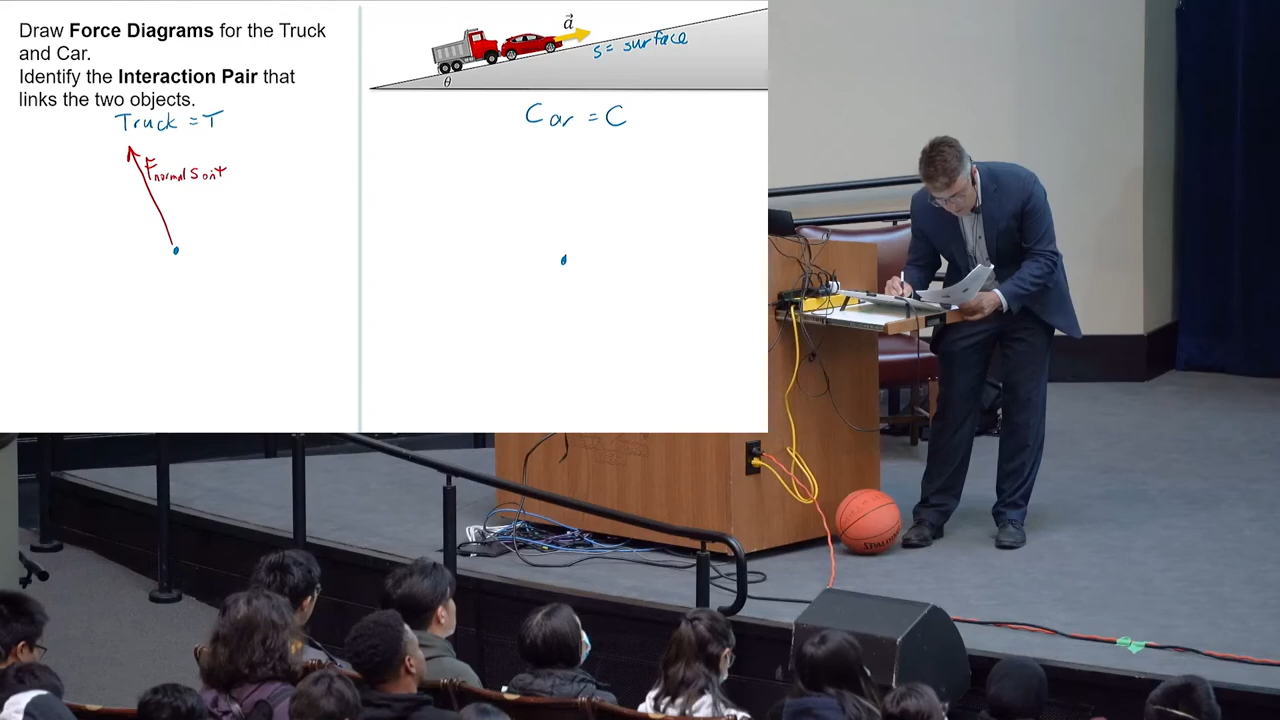 Draw Force Diagrams for the Truck
and Car.
Identify the Interaction Pair that
links the two objects.
Truck = T
F normal S on T
a
s = surface
θ
Car = C
SPALDING